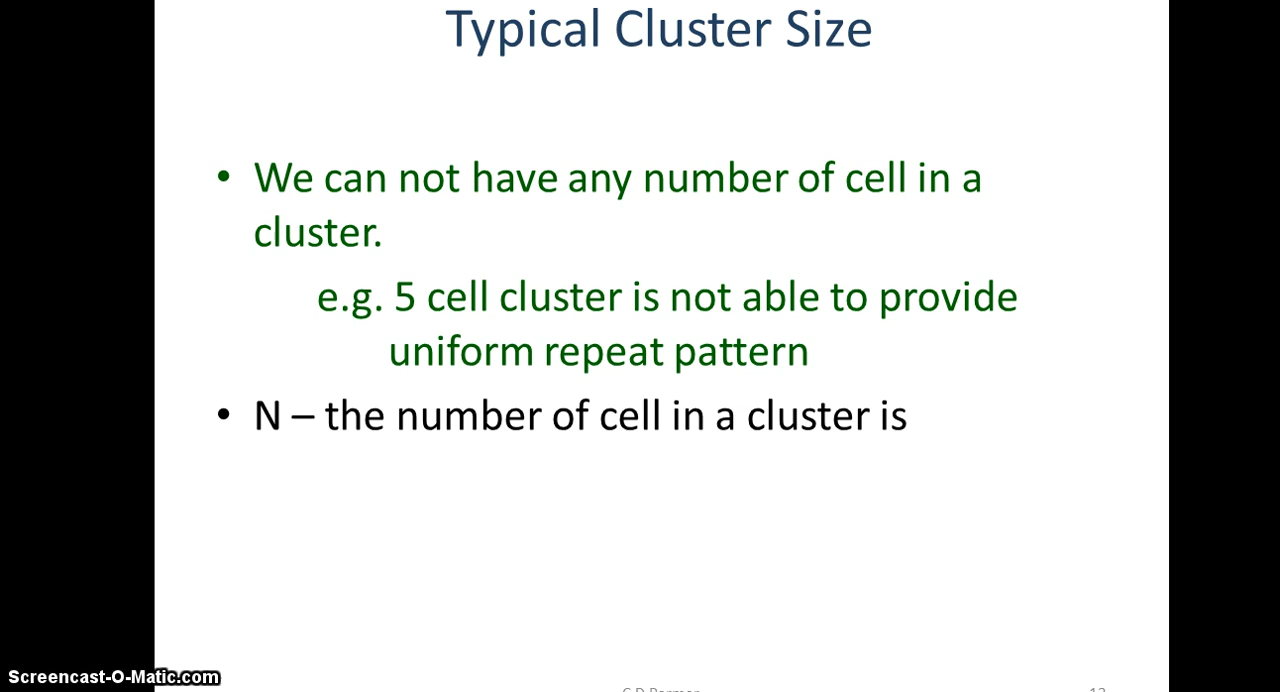 Typical Cluster Size
• We can not have any number of cell in a
cluster.
e.g. 5 cell cluster is not able to provide
uniform repeat pattern
• N – the number of cell in a cluster is
Screencast-O-Matic.com